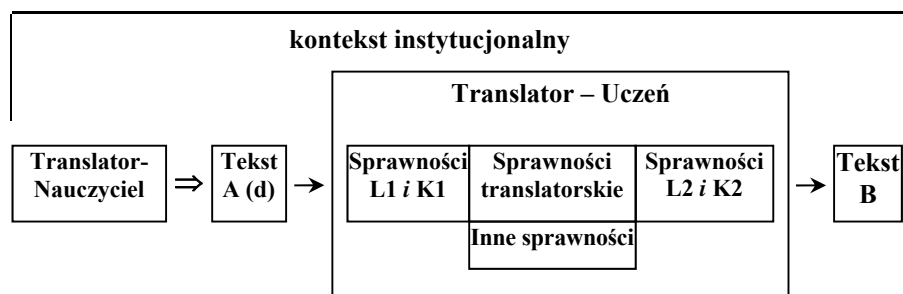 kontekst instytucjonalny
Translator – Uczeń
Translator-
Nauczyciel
⇒
Tekst
A (d)
→
Sprawności
L1 i K1
Sprawności
translatorskie
Sprawności
L2 i K2
Inne sprawności
→
Tekst
B